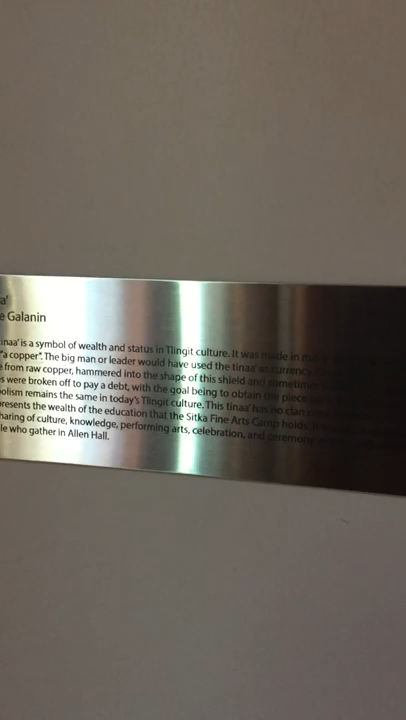 a'
e Galanin
inaa' is a symbol of wealth and status in Tlingit culture. It was made in
"a copper". The big man or leader would have used the tinaa' as currency
from raw copper, hammered into the shape of this shield and sometimes
s were broken off to pay a debt, with the goal being to obtain the piece
olism remains the same in today's Tlingit culture. This tinaa' has no clan
resents the wealth of the education that the Sitka Fine Arts Camp holds.
haring of culture, knowledge, performing arts, celebration, and ceremony
le who gather in Allen Hall.